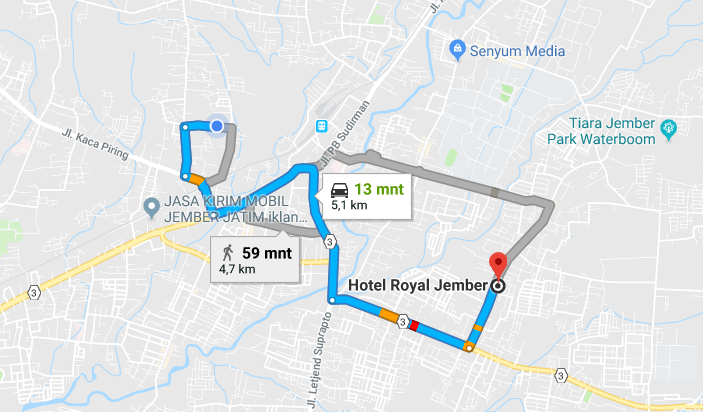 Jl.
Senyum Media
Tiara Jember
Park Waterboom
Jl. PB Sudirman
Jl. Kaca Piring
13 mnt
5,1 km
JASA KIRIM MOBIL
JEMBER JATIM iklan...
3
59 mnt
4,7 km
Hotel Royal Jember
3
3
Jl. Letjend Suprapto
3
3